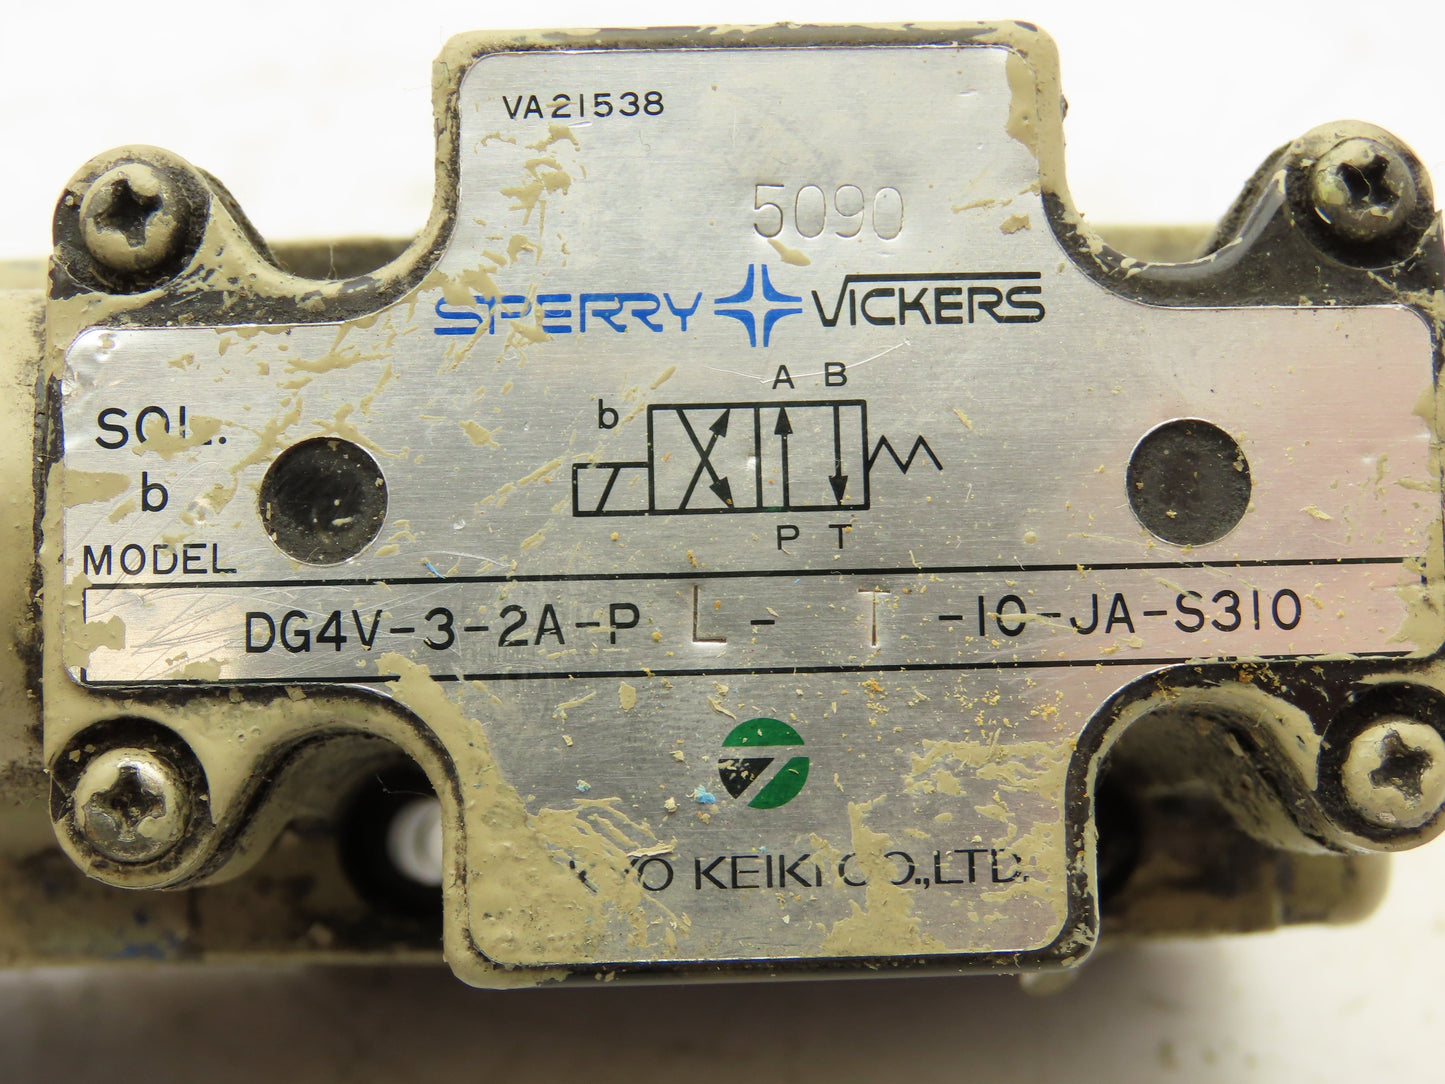 VA21538
5090
SPERRY VICKERS
A B
b
SOL.
b
P T
MODEL
DG4V-3-2A-P L - T -10-JA-S310
KEIKI CO.,LTD.